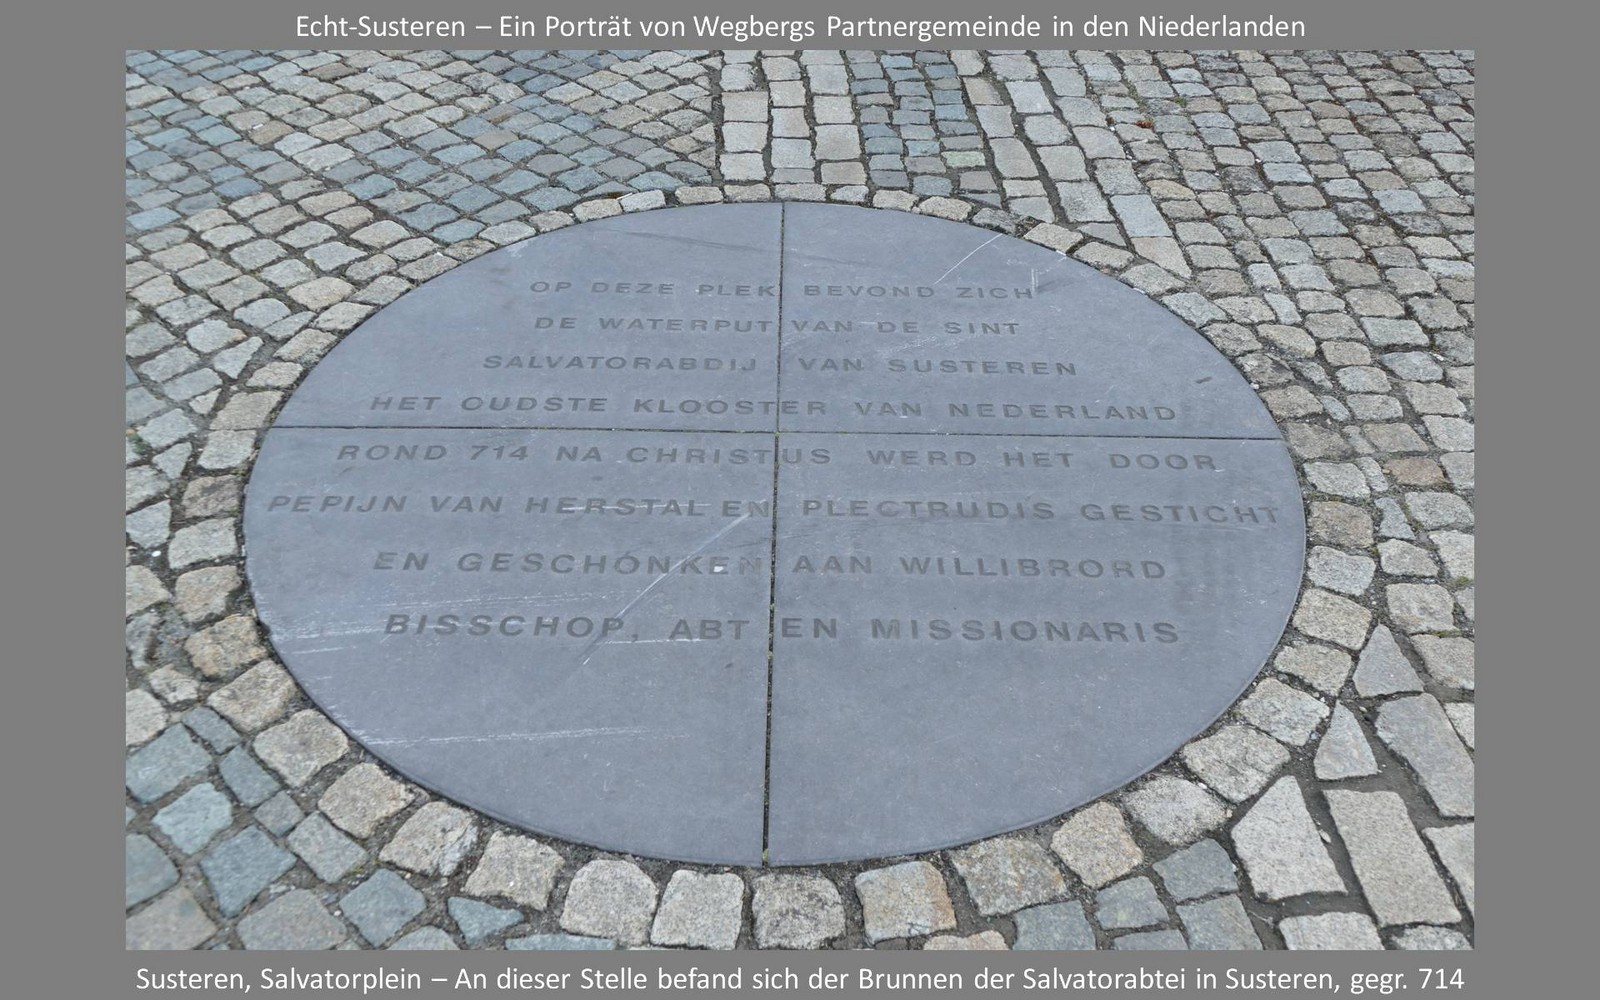 Echt-Susteren – Ein Porträt von Wegbergs Partnergemeinde in den Niederlanden
OP DEZE PLEK BEVOND ZICH
DE WATERPUT VAN DE SINT
SALVATORABDIJ VAN SUSTEREN
HET OUDSTE KLOOSTER VAN NEDERLAND
ROND 714 NA CHRISTUS WERD HET DOOR
PEPIJN VAN HERSTAL EN PLECTRUDIS GESTICHT
EN GESCHONKEN AAN WILLIBRORD
BISSCHOP, ABT EN MISSIONARIS
Susteren, Salvatorplein – An dieser Stelle befand sich der Brunnen der Salvatorabtei in Susteren, gegr. 714